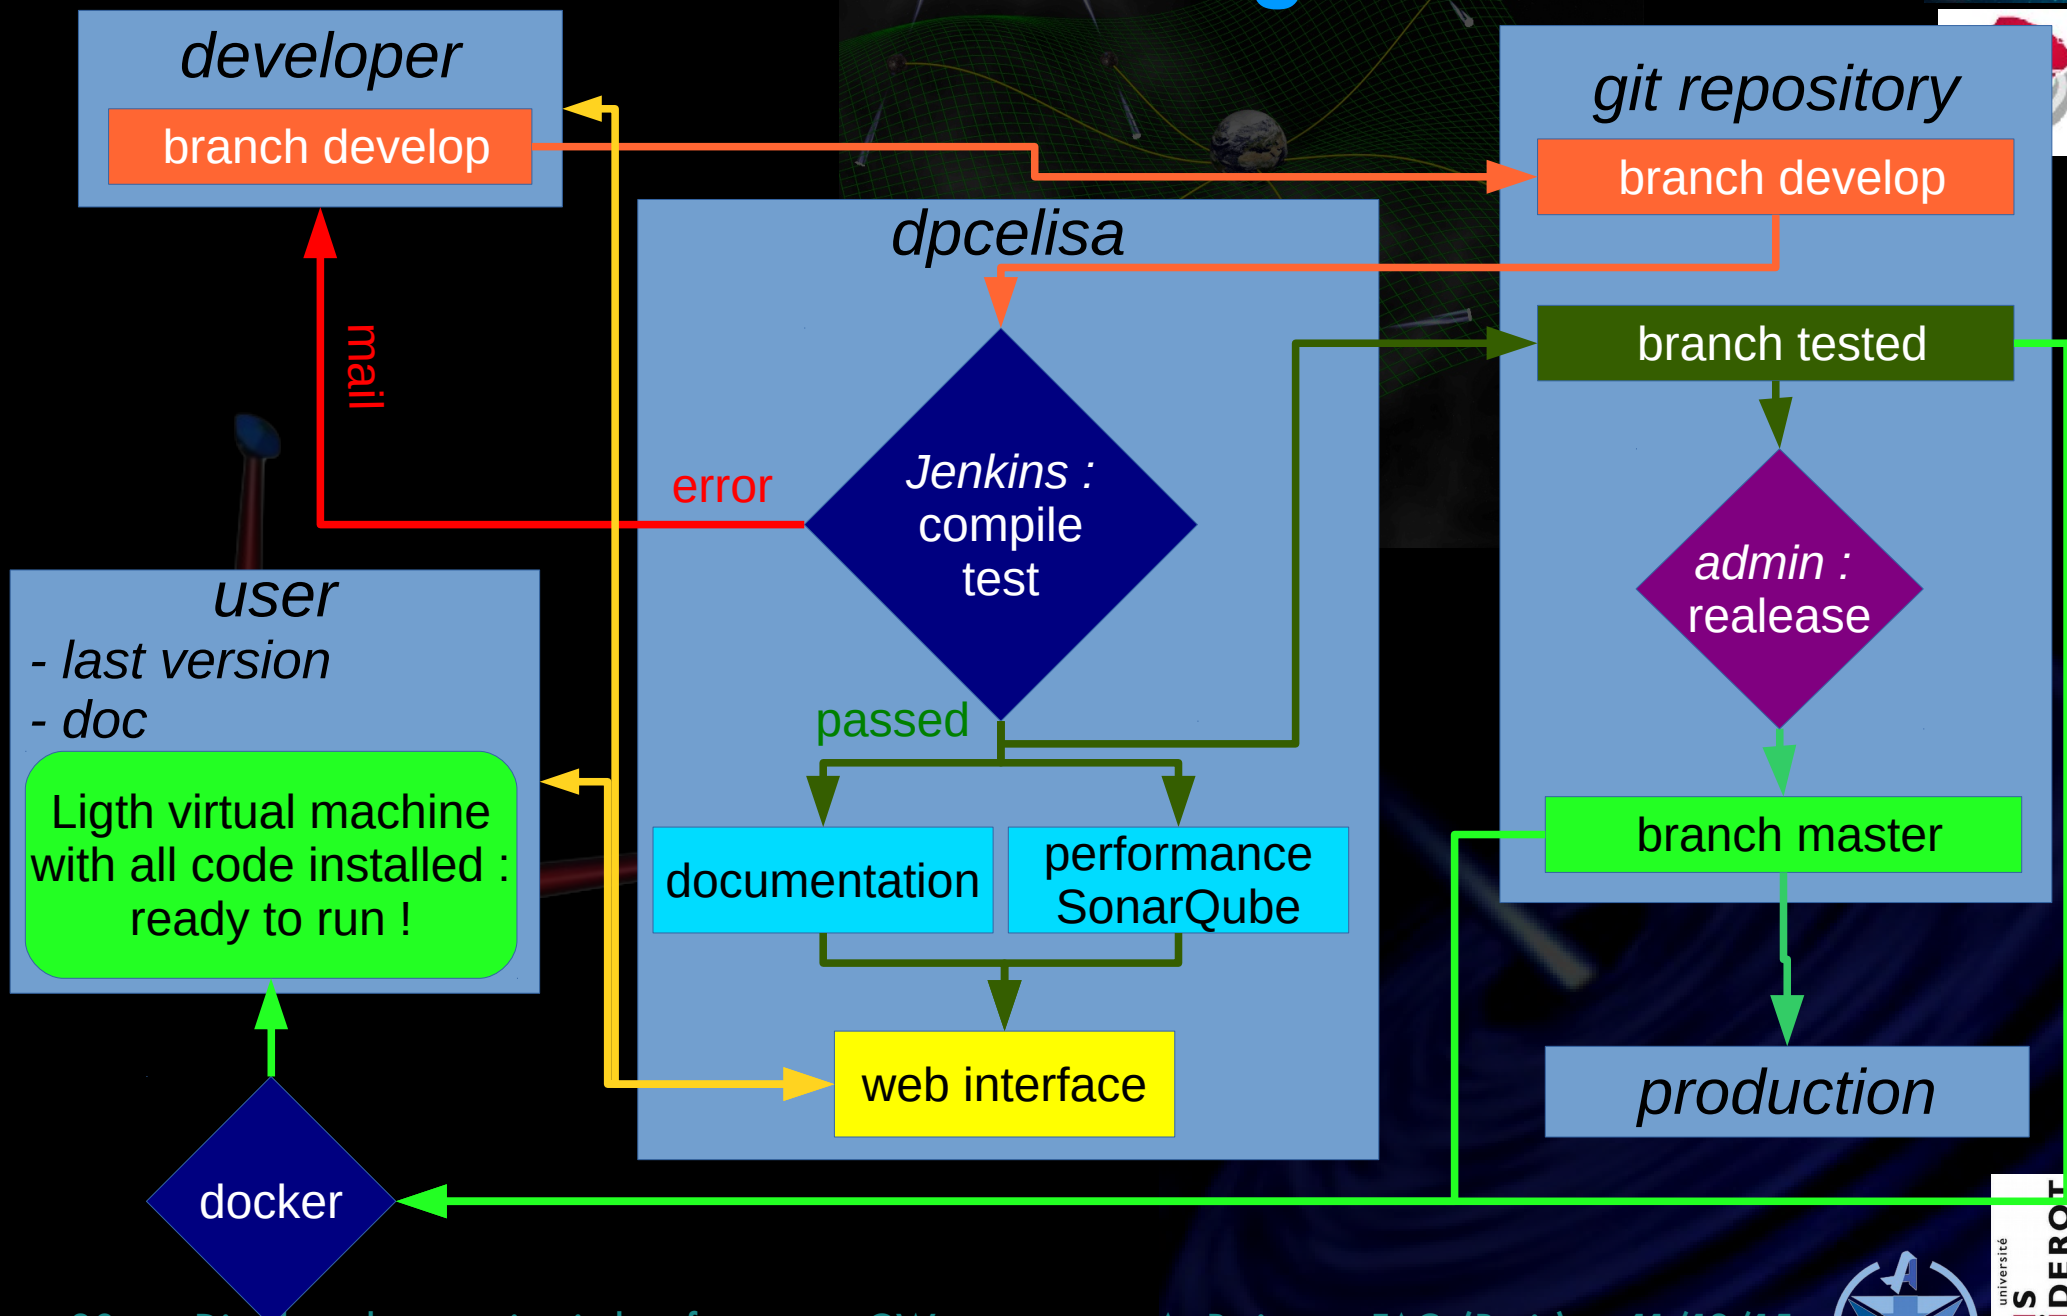 developer
branch develop
git repository
branch develop
dpcelisa
mail
error
Jenkins :
compile
test
passed
branch tested
admin :
realease
branch master
user
- last version
- doc
Ligth virtual machine
with all code installed :
ready to run !
documentation
performance
SonarQube
web interface
production
docker
université